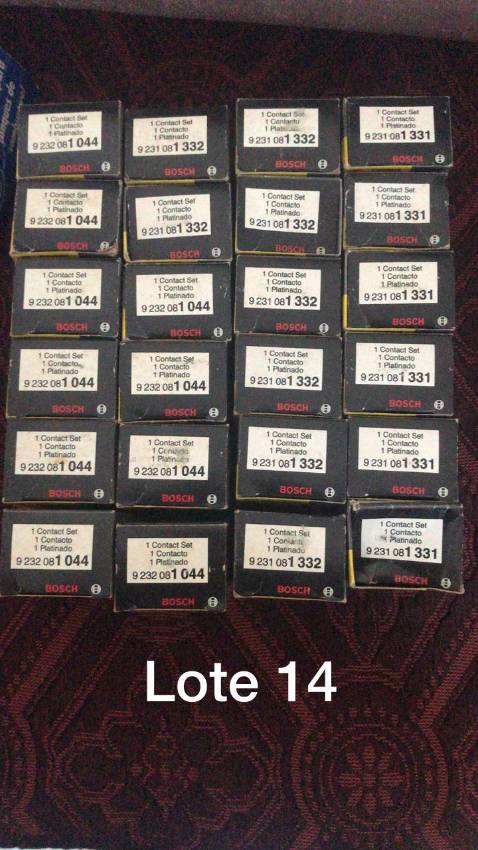 1 Contact Set
1 Contacto
1 Platinado
9 232 081 044
BOSCH
1 Contact Set
1 Contacto
1 Platinado
9 231 081 332
BOSCH
1 Contact Set
1 Contacto
1 Platinado
9 231 081 332
BOSCH
1 Contact Set
1 Contacto
1 Platinado
9 231 081 331
BOSCH
1 Contact Set
1 Contacto
1 Platinado
9 232 081 044
BOSCH
1 Contact Set
1 Contacto
1 Platinado
9 231 081 332
BOSCH
1 Contact Set
1 Contacto
1 Platinado
9 231 081 332
BOSCH
1 Contact Set
1 Contacto
1 Platinado
9 231 081 331
BOSCH
1 Contact Set
1 Contacto
1 Platinado
9 232 081 044
BOSCH
1 Contact Set
1 Contacto
1 Platinado
9 232 081 044
BOSCH
1 Contact Set
1 Contacto
1 Platinado
9 231 081 332
BOSCH
1 Contact Set
1 Contacto
1 Platinado
9 231 081 331
BOSCH
1 Contact Set
1 Contacto
1 Platinado
9 232 081 044
BOSCH
1 Contact Set
1 Contacto
1 Platinado
9 232 081 044
BOSCH
1 Contact Set
1 Contacto
1 Platinado
9 231 081 332
BOSCH
1 Contact Set
1 Contacto
1 Platinado
9 231 081 331
BOSCH
1 Contact Set
1 Contacto
1 Platinado
9 232 081 044
BOSCH
1 Contact Set
1 Contacto
1 Platinado
9 232 081 044
BOSCH
1 Contact Set
1 Contacto
1 Platinado
9 231 081 332
BOSCH
1 Contact Set
1 Contacto
1 Platinado
9 231 081 331
BOSCH
1 Contact Set
1 Contacto
1 Platinado
9 232 081 044
BOSCH
1 Contact Set
1 Contacto
1 Platinado
9 232 081 044
BOSCH
1 Contact Set
1 Contacto
1 Platinado
9 231 081 332
BOSCH
1 Contact Set
1 Contacto
1 Platinado
9 231 081 331
BOSCH
Lote 14